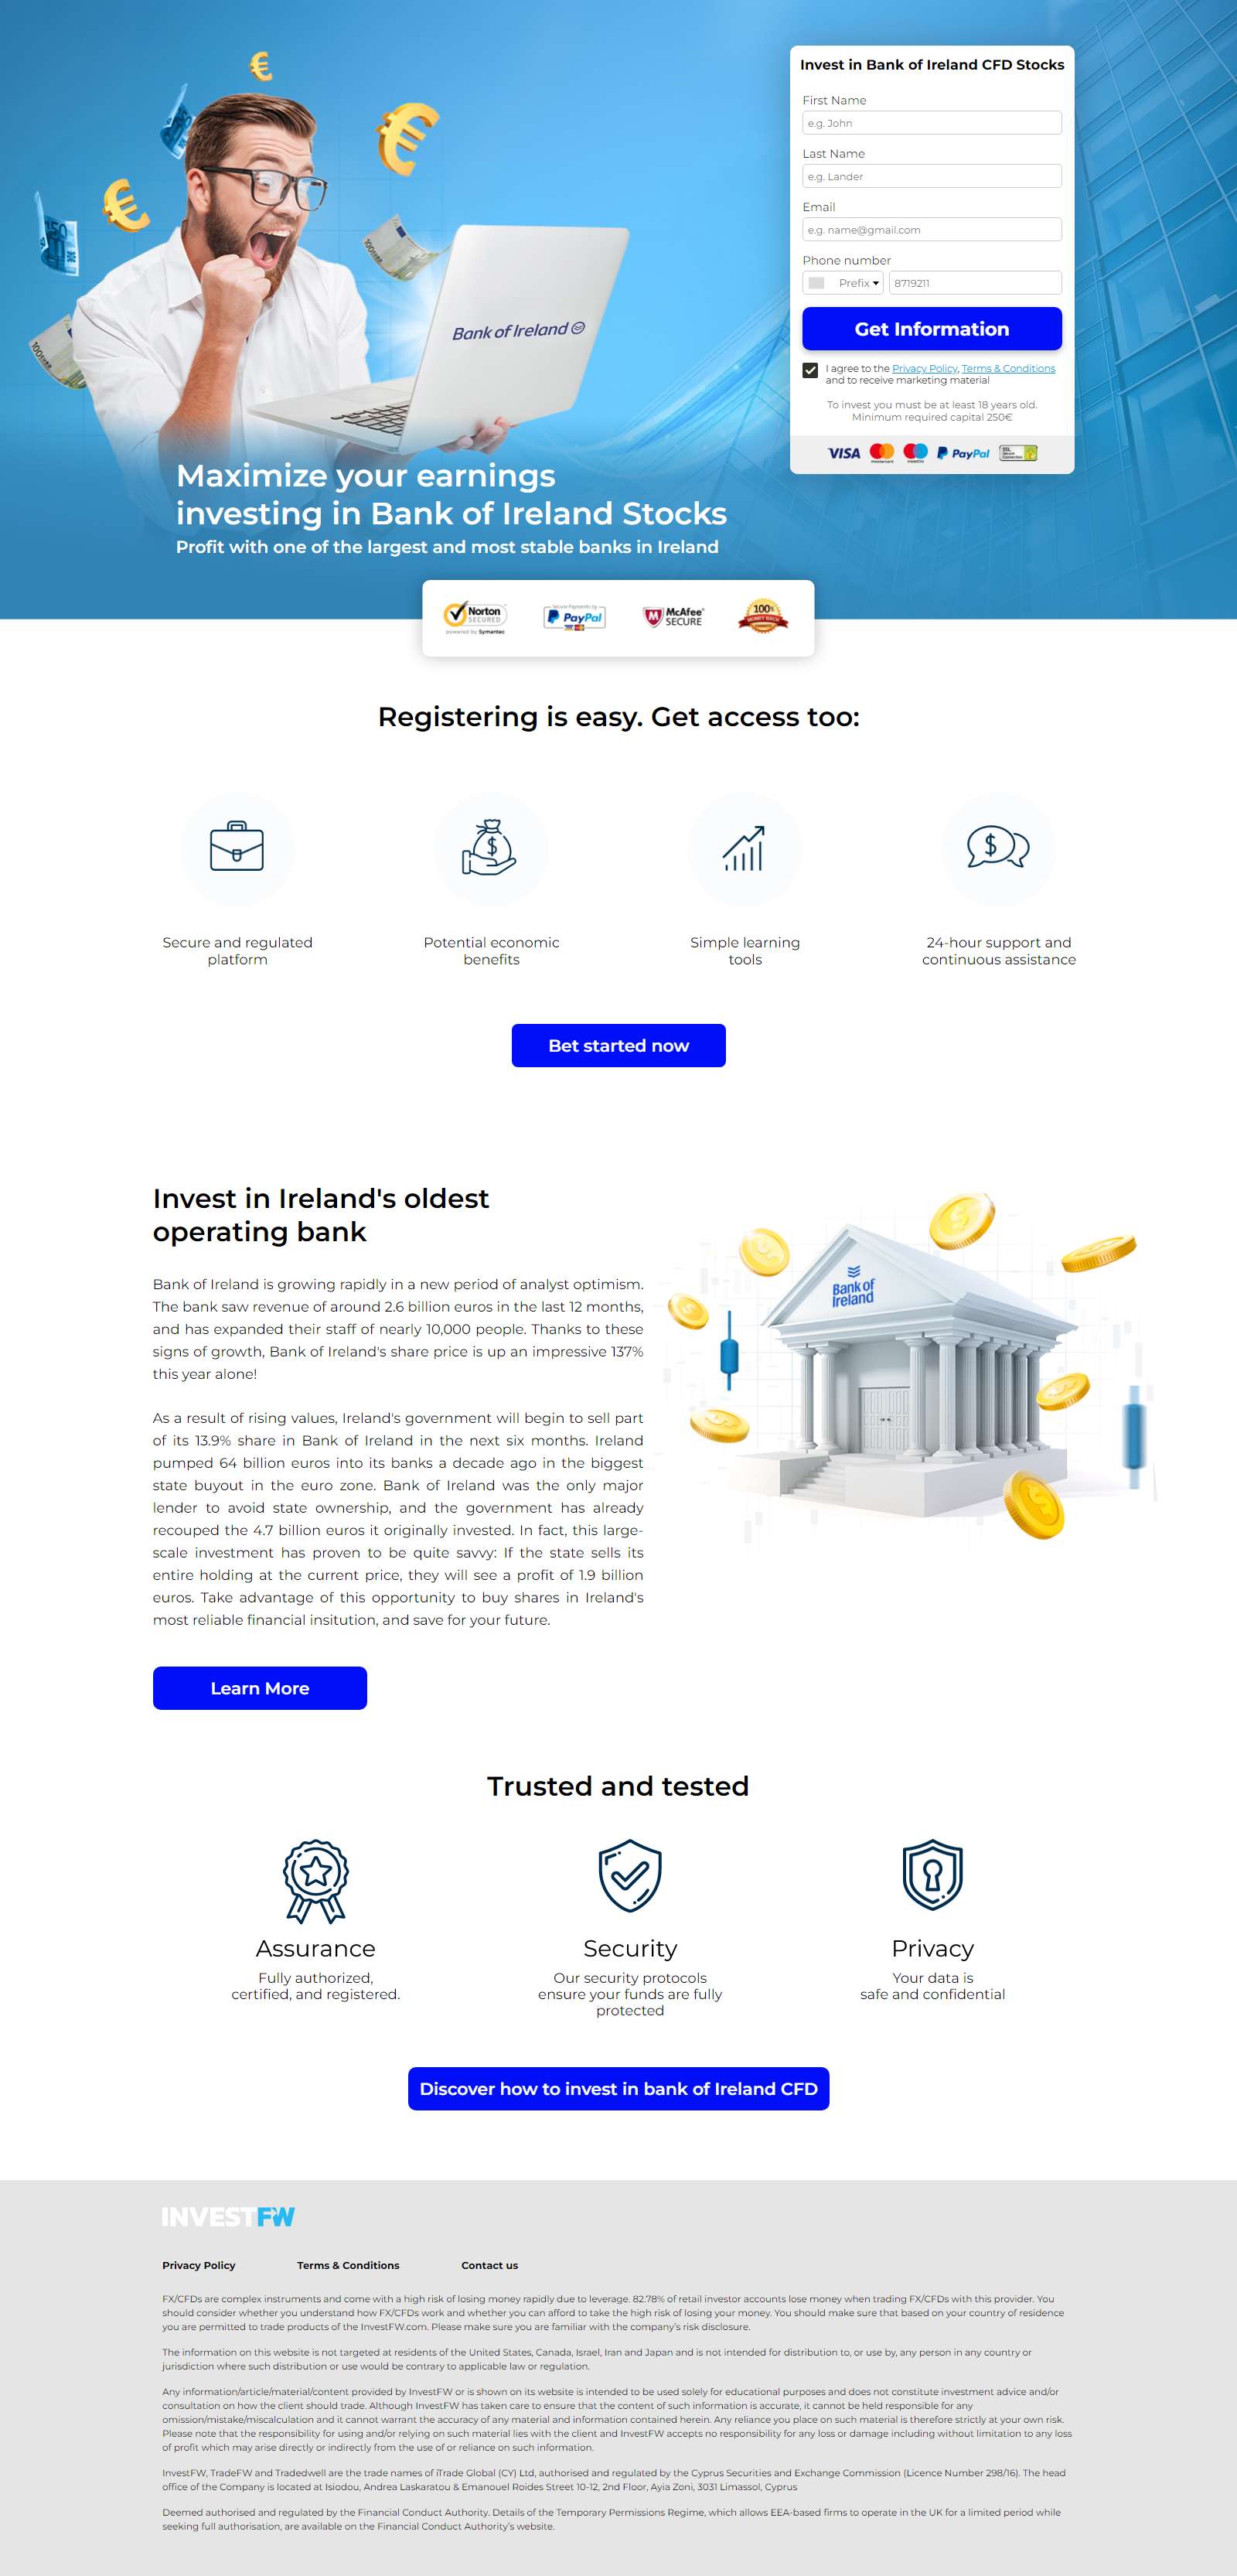 Invest in Bank of Ireland CFD Stocks
First Name
e.g. John
Last Name
e.g. Lander
Email
e.g. name@gmail.com
Phone number
Prefix
8719211
Get Information
I agree to the Privacy Policy, Terms & Conditions
and to receive marketing material
To invest you must be at least 18 years old.
Minimum required capital 250€
VISA
PayPal
Bank of Ireland
Maximize your earnings
investing in Bank of Ireland Stocks
Profit with one of the largest and most stable banks in Ireland
Norton
SECURED
powered by Symantec
Secure Payments by
PayPal
McAfee
SECURE
100%
MONEY BACK
Registering is easy. Get access too:
Secure and regulated
platform
Potential economic
benefits
Simple learning
tools
24-hour support and
continuous assistance
Bet started now
Invest in Ireland's oldest
operating bank
Bank of Ireland is growing rapidly in a new period of analyst optimism.
The bank saw revenue of around 2.6 billion euros in the last 12 months,
and has expanded their staff of nearly 10,000 people. Thanks to these
signs of growth, Bank of Ireland's share price is up an impressive 137%
this year alone!
As a result of rising values, Ireland's government will begin to sell part
of its 13.9% share in Bank of Ireland in the next six months. Ireland
pumped 64 billion euros into its banks a decade ago in the biggest
state buyout in the euro zone. Bank of Ireland was the only major
lender to avoid state ownership, and the government has already
recouped the 4.7 billion euros it originally invested. In fact, this large-
scale investment has proven to be quite savvy: If the state sells its
entire holding at the current price, they will see a profit of 1.9 billion
euros. Take advantage of this opportunity to buy shares in Ireland's
most reliable financial insitution, and save for your future.
Bank of
Ireland
Learn More
Trusted and tested
Assurance
Fully authorized,
certified, and registered.
Security
Our security protocols
ensure your funds are fully
protected
Privacy
Your data is
safe and confidential
Discover how to invest in bank of Ireland CFD
INVESTFW
Privacy Policy
Terms & Conditions
Contact us
FX/CFDs are complex instruments and come with a high risk of losing money rapidly due to leverage. 82.78% of retail investor accounts lose money when trading FX/CFDs with this provider. You
should consider whether you understand how FX/CFDs work and whether you can afford to take the high risk of losing your money. You should make sure that based on your country of residence
you are permitted to trade products of the InvestFW.com. Please make sure you are familiar with the company's risk disclosure.
The information on this website is not targeted at residents of the United States, Canada, Israel, Iran and Japan and is not intended for distribution to, or use by, any person in any country or
jurisdiction where such distribution or use would be contrary to applicable law or regulation.
Any information/article/material/content provided by InvestFW or is shown on its website is intended to be used solely for educational purposes and does not constitute investment advice and/or
consultation on how the client should trade. Although InvestFW has taken care to ensure that the content of such information is accurate, it cannot be held responsible for any
omission/mistake/miscalculation and it cannot warrant the accuracy of any material and information contained herein. Any reliance you place on such material is therefore strictly at your own risk.
Please note that the responsibility for using and/or relying on such material lies with the client and InvestFW accepts no responsibility for any loss or damage including without limitation to any loss
of profit which may arise directly or indirectly from the use of or reliance on such information.
InvestFW, TradeFW and Tradedwell are the trade names of iTrade Global (CY) Ltd, authorised and regulated by the Cyprus Securities and Exchange Commission (Licence Number 298/16). The head
office of the Company is located at Isiodou, Andrea Laskaratou & Emanouel Roides Street 10-12, 2nd Floor, Ayia Zoni, 3031 Limassol, Cyprus
Deemed authorised and regulated by the Financial Conduct Authority. Details of the Temporary Permissions Regime, which allows EEA-based firms to operate in the UK for a limited period while
seeking full authorisation, are available on the Financial Conduct Authority's website.